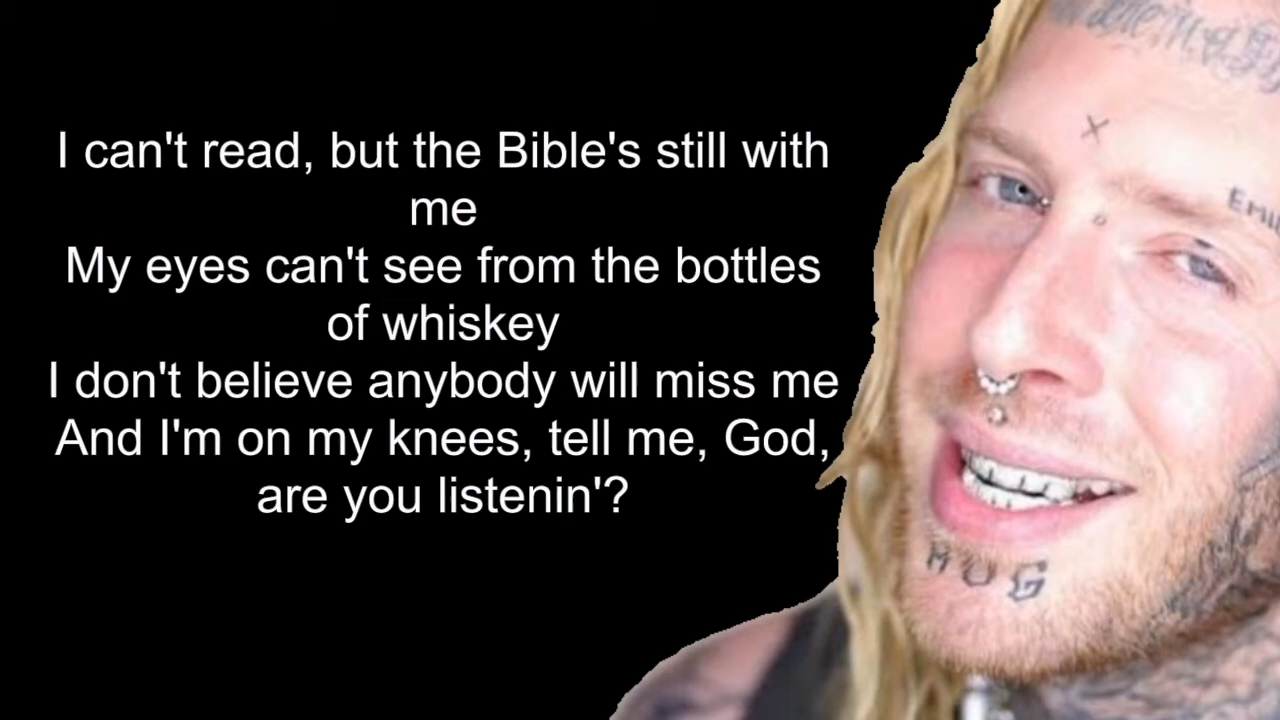 I can't read, but the Bible's still with
me
My eyes can't see from the bottles
of whiskey
I don't believe anybody will miss me
And I'm on my knees, tell me, God,
are you listenin'?
X
HOG